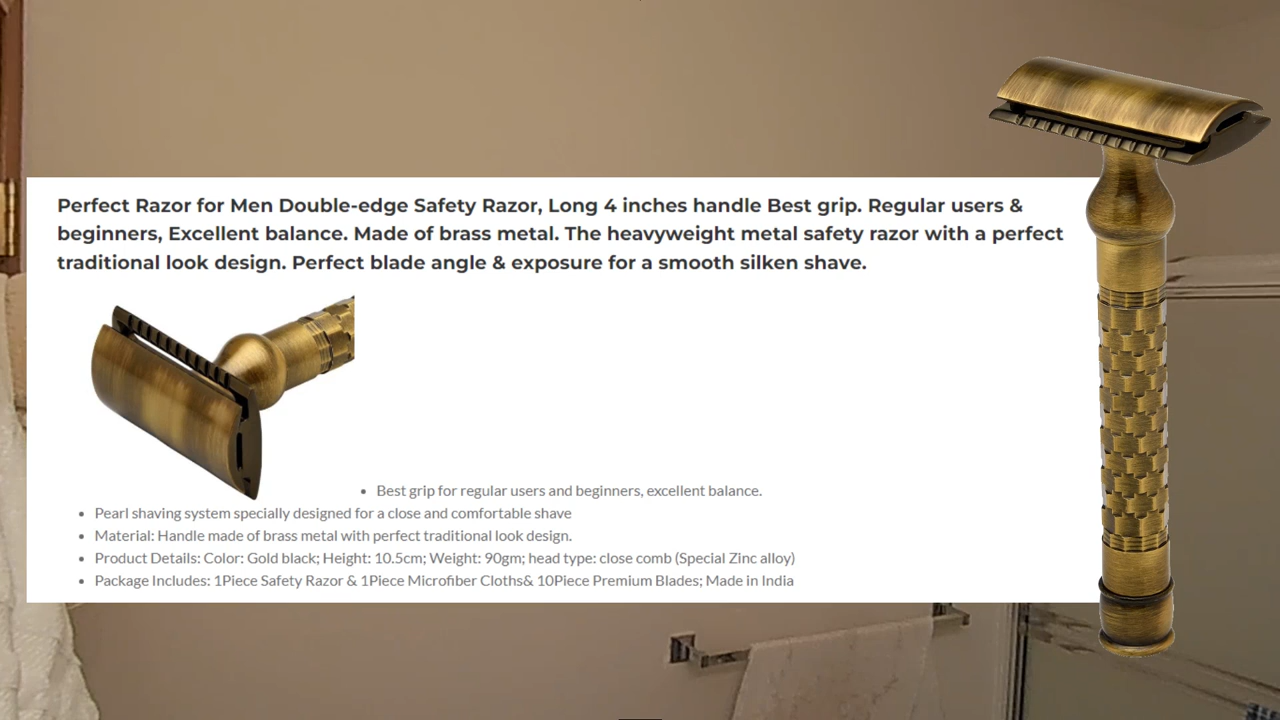 Perfect Razor for Men Double-edge Safety Razor, Long 4 inches handle Best grip. Regular users &
beginners, Excellent balance. Made of brass metal. The heavyweight metal safety razor with a perfect
traditional look design. Perfect blade angle & exposure for a smooth silken shave.
• Best grip for regular users and beginners, excellent balance.
• Pearl shaving system specially designed for a close and comfortable shave
• Material: Handle made of brass metal with perfect traditional look design.
• Product Details: Color: Gold black; Height: 10.5cm; Weight: 90gm; head type: close comb (Special Zinc alloy)
• Package Includes: 1Piece Safety Razor & 1Piece Microfiber Cloths& 10Piece Premium Blades; Made in India